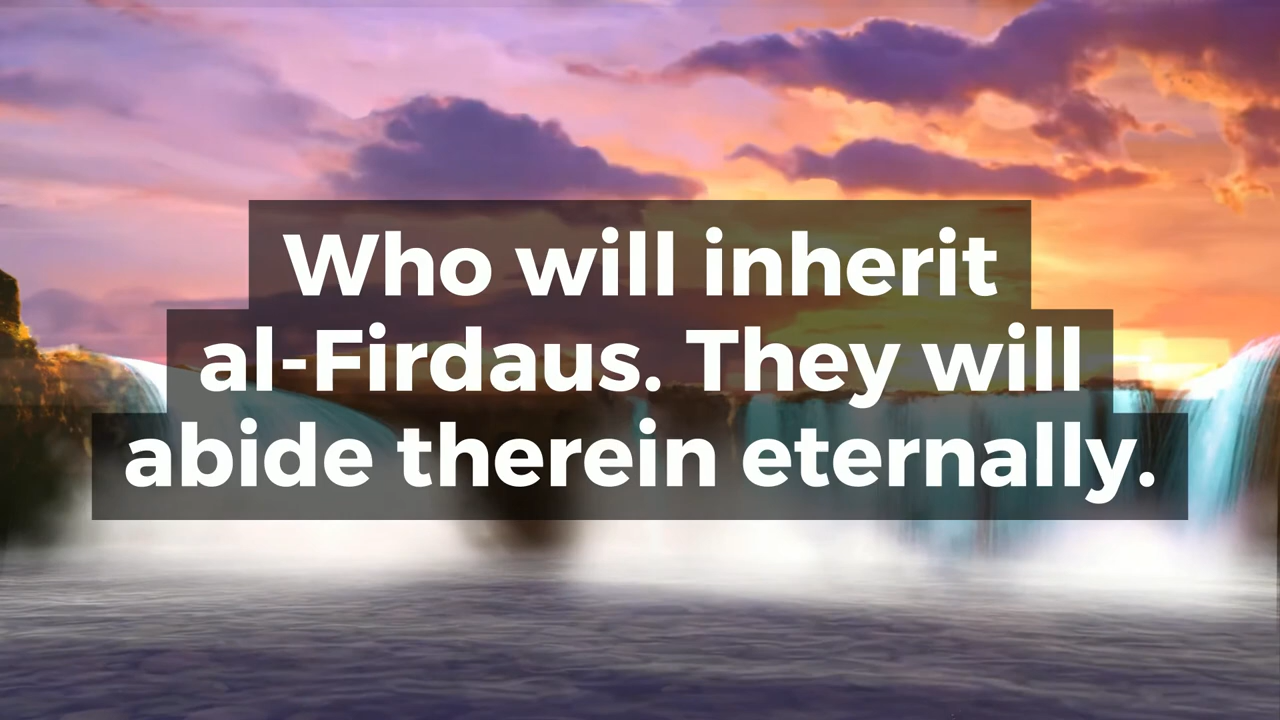 Who will inherit
al-Firdaus. They will
abide therein eternally.